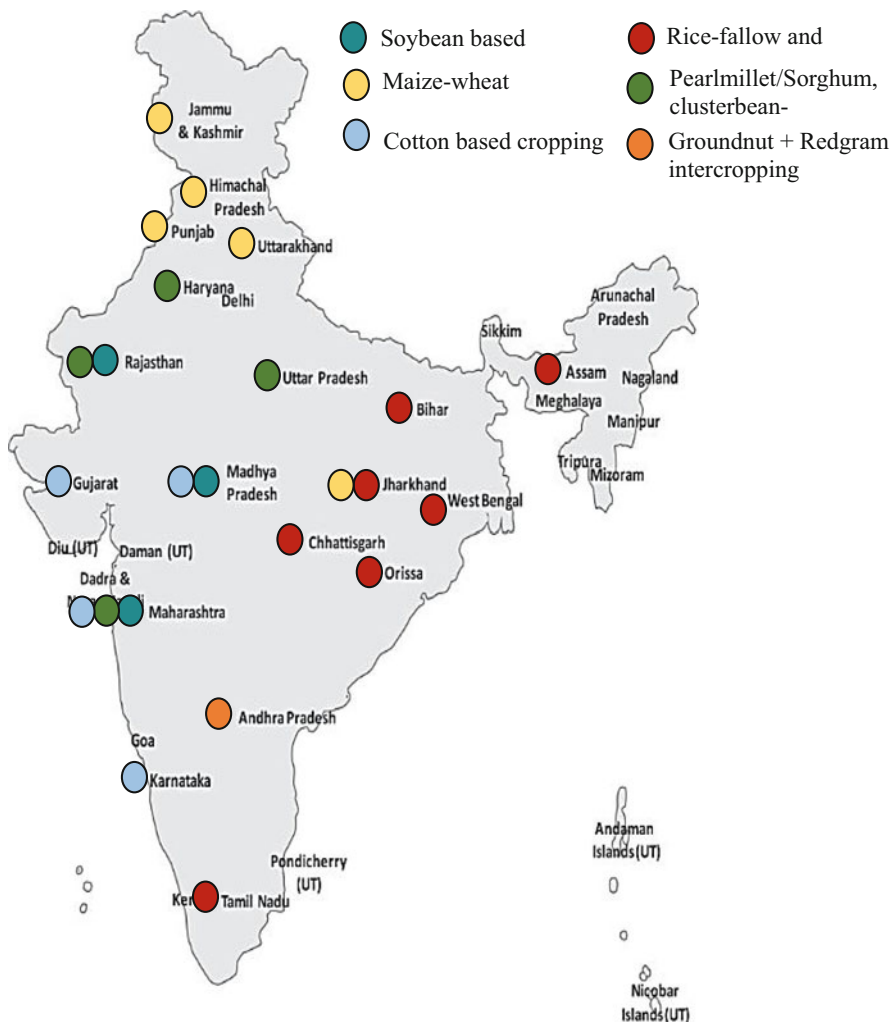 Soybean based
Rice-fallow and
Maize-wheat
Pearlmillet/Sorghum,
clusterbean-
Cotton based cropping
Groundnut + Redgram
intercropping
Jammu
& Kashmir
Himachal
Pradesh
Punjab
Uttarakhand
Haryana
Delhi
Arunachal
Pradesh
Sikkim
Rajasthan
Uttar Pradesh
Assam
Nagaland
Meghalaya
Bihar
Manipur
Tripura
Mizoram
Gujarat
Madhya
Pradesh
Jharkhand
West Bengal
Chhattisgarh
Diu (UT)
Daman (UT)
Orissa
Dadra &
Maharashtra
Andhra Pradesh
Goa
Karnataka
Andaman
Islands (UT)
Pondicherry
(UT)
Tamil Nadu
Nicobar
Islands (UT)